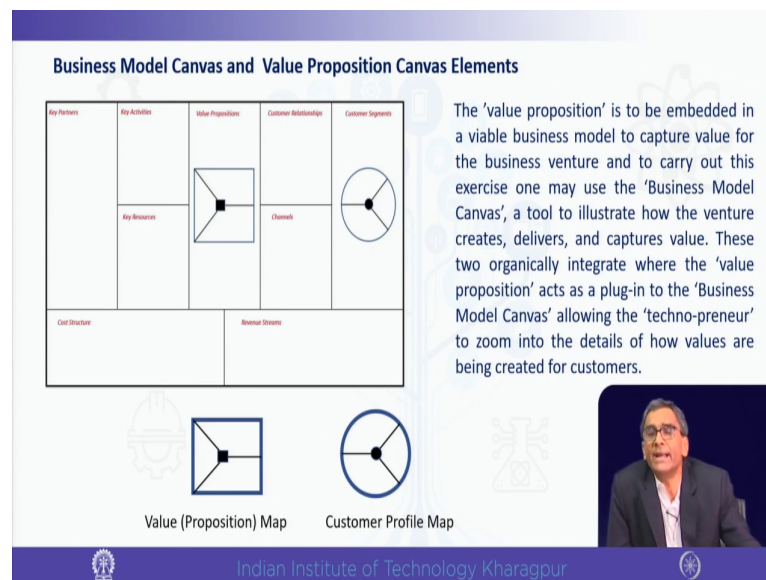 Business Model Canvas and Value Proposition Canvas Elements
Key Partners
Key Activities
Value Propositions
Customer Relationships
Customer Segments
Key Resources
Channels
Cost Structure
Revenue Streams
The 'value proposition' is to be embedded in
a viable business model to capture value for
the business venture and to carry out this
exercise one may use the 'Business Model
Canvas', a tool to illustrate how the venture
creates, delivers, and captures value. These
two organically integrate where the 'value
proposition' acts as a plug-in to the 'Business
Model Canvas' allowing the 'techno-preneur'
to zoom into the details of how values are
being created for customers.
Value (Proposition) Map
Customer Profile Map
Indian Institute of Technology Kharagpur